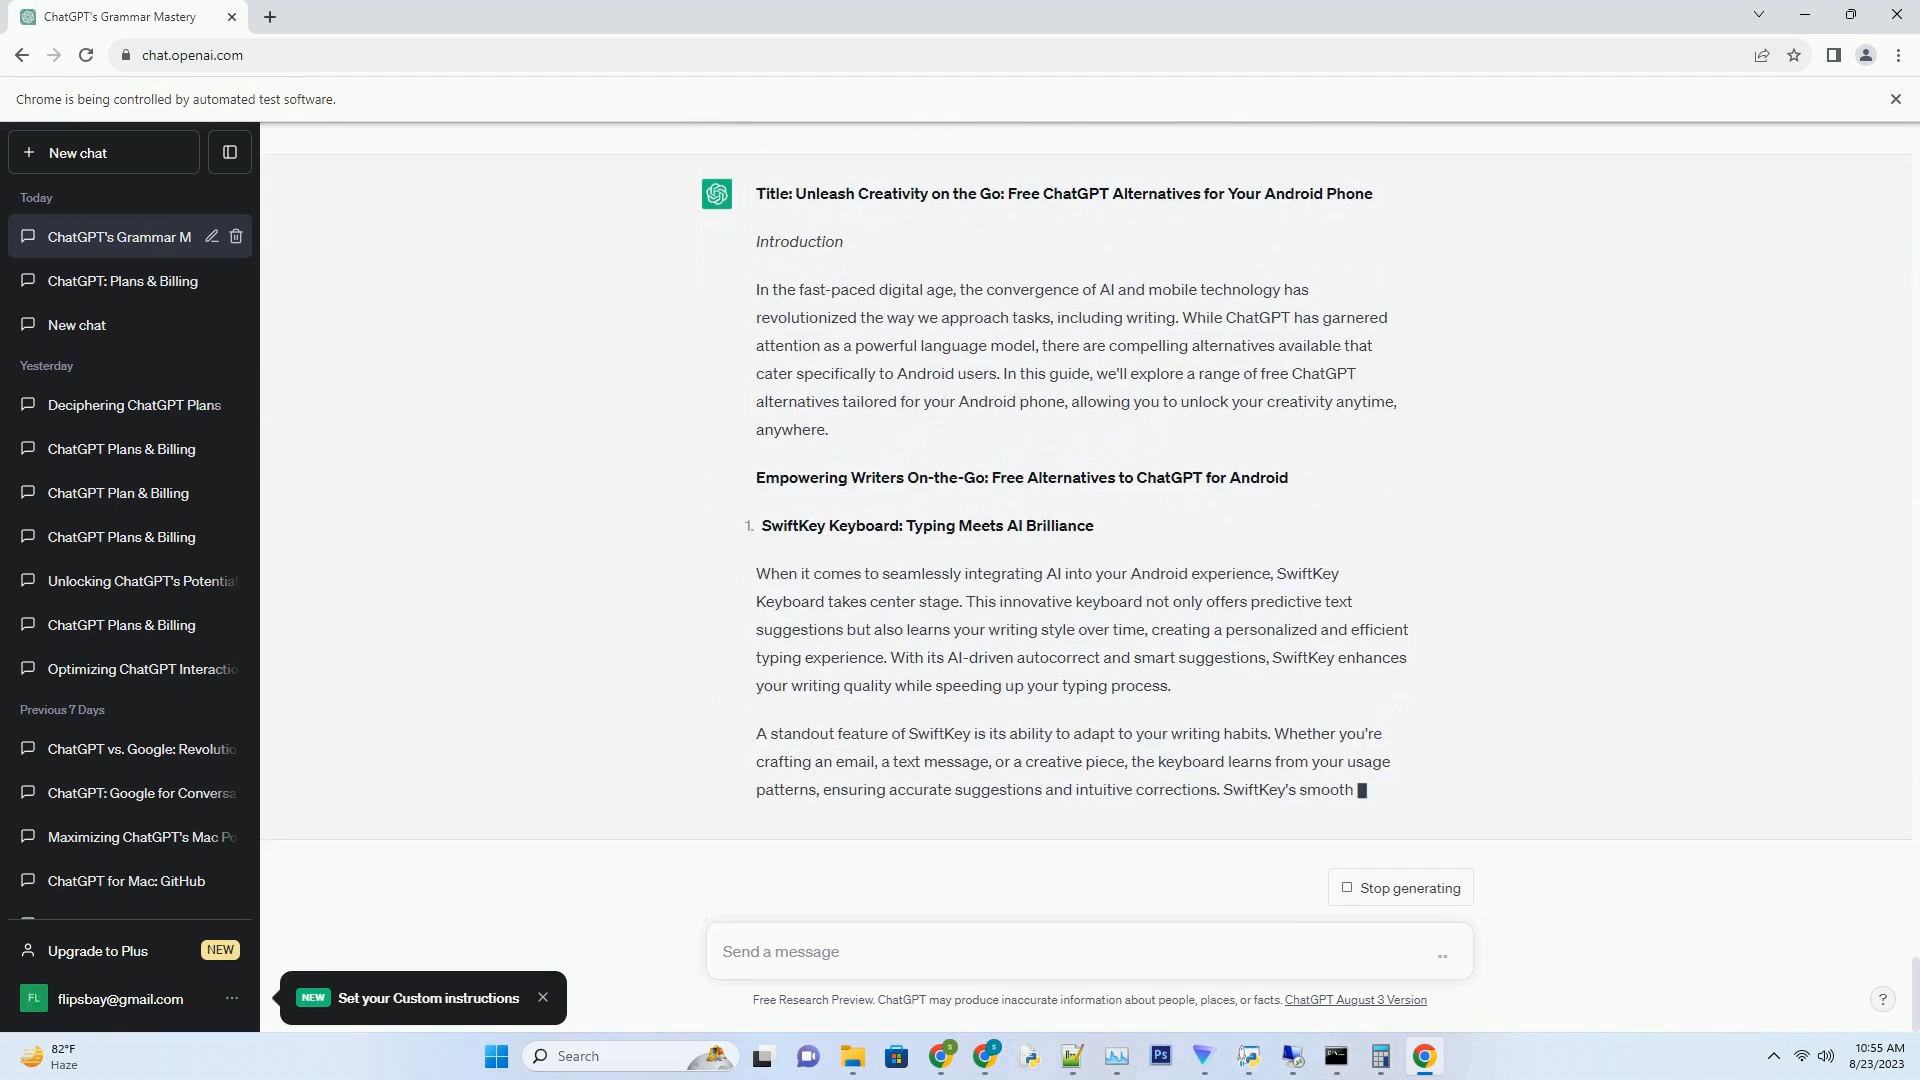 ChatGPT's Grammar Mastery
chat.openai.com
Chrome is being controlled by automated test software.
New chat
Today
ChatGPT's Grammar M
ChatGPT: Plans & Billing
New chat
Yesterday
Deciphering ChatGPT Plans
ChatGPT Plans & Billing
ChatGPT Plan & Billing
ChatGPT Plans & Billing
Unlocking ChatGPT's Potential
ChatGPT Plans & Billing
Optimizing ChatGPT Interactio
Previous 7 Days
ChatGPT vs. Google: Revolutio
ChatGPT: Google for Conversa
Maximizing ChatGPT's Mac Po
ChatGPT for Mac: GitHub
Upgrade to Plus NEW
FL flipsbay@gmail.com
NEW Set your Custom instructions
Title: Unleash Creativity on the Go: Free ChatGPT Alternatives for Your Android Phone
Introduction
In the fast-paced digital age, the convergence of AI and mobile technology has
revolutionized the way we approach tasks, including writing. While ChatGPT has garnered
attention as a powerful language model, there are compelling alternatives available that
cater specifically to Android users. In this guide, we'll explore a range of free ChatGPT
alternatives tailored for your Android phone, allowing you to unlock your creativity anytime,
anywhere.
Empowering Writers On-the-Go: Free Alternatives to ChatGPT for Android
1. SwiftKey Keyboard: Typing Meets AI Brilliance
When it comes to seamlessly integrating AI into your Android experience, SwiftKey
Keyboard takes center stage. This innovative keyboard not only offers predictive text
suggestions but also learns your writing style over time, creating a personalized and efficient
typing experience. With its AI-driven autocorrect and smart suggestions, SwiftKey enhances
your writing quality while speeding up your typing process.
A standout feature of SwiftKey is its ability to adapt to your writing habits. Whether you're
crafting an email, a text message, or a creative piece, the keyboard learns from your usage
patterns, ensuring accurate suggestions and intuitive corrections. SwiftKey's smooth
Stop generating
Send a message
Free Research Preview. ChatGPT may produce inaccurate information about people, places, or facts. ChatGPT August 3 Version
?
82°F
Haze
Search
Ps
10:55 AM
8/23/2023